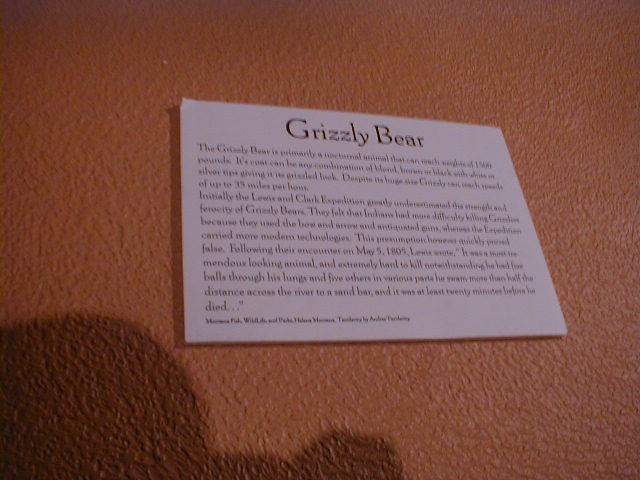 Grizzly Bear
The Grizzly Bear is primarily a nocturnal animal that can reach weights of 1500
pounds. It's coat can be any combination of blond, brown or black with white or
silver tips giving it its grizzled look. Despite its huge size Grizzly can reach speeds
of up to 35 miles per hour.
Initially the Lewis and Clark Expedition greatly underestimated the strength and
ferocity of Grizzly Bears. They felt that Indians had more difficulty killing Grizzlies
because they used the bow and arrow and antiquated guns, whereas the Expedition
carried more modern technologies. This presumption however quickly proved
false. Following their encounter on May 5, 1805, Lewis wrote," It was a most tre-
mendous looking animal, and extremely hard to kill notwithstanding he had five
balls through his lungs and five others in various parts he swam more than half the
distance across the river to a sand bar, and it was at least twenty minutes before he
died. . ."
Montana Fish, Wildlife, and Parks, Helena Montana. Taxidermy by Taxidermy